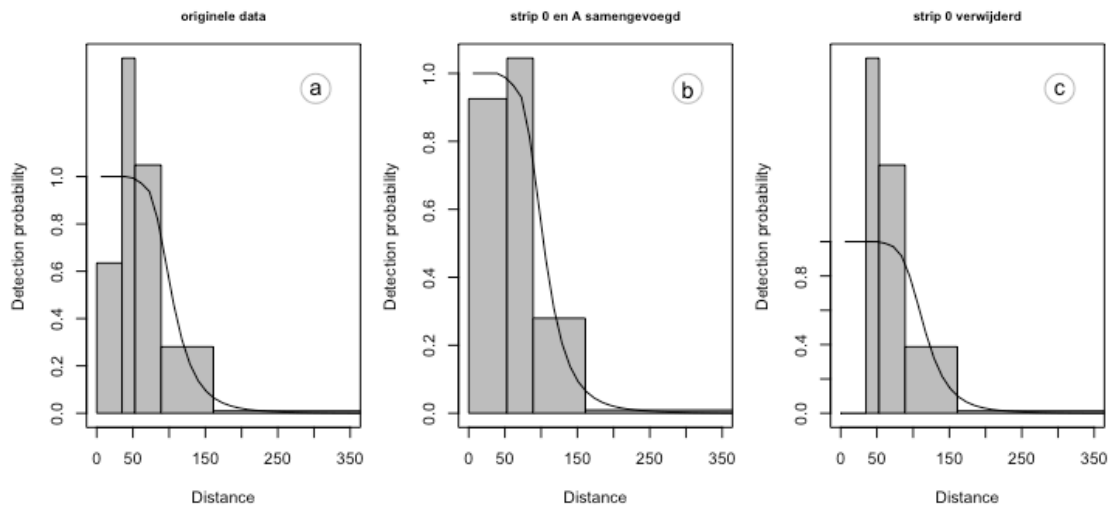 originele data
a
Detection probability
1.0
0.8
0.6
0.4
0.2
0.0
0 50 150 250 350
Distance
strip 0 en A samengevoegd
b
Detection probability
1.0
0.8
0.6
0.4
0.2
0.0
0 50 150 250 350
Distance
strip 0 verwijderd
c
Detection probability
0.8
0.4
0.0
0 50 150 250 350
Distance